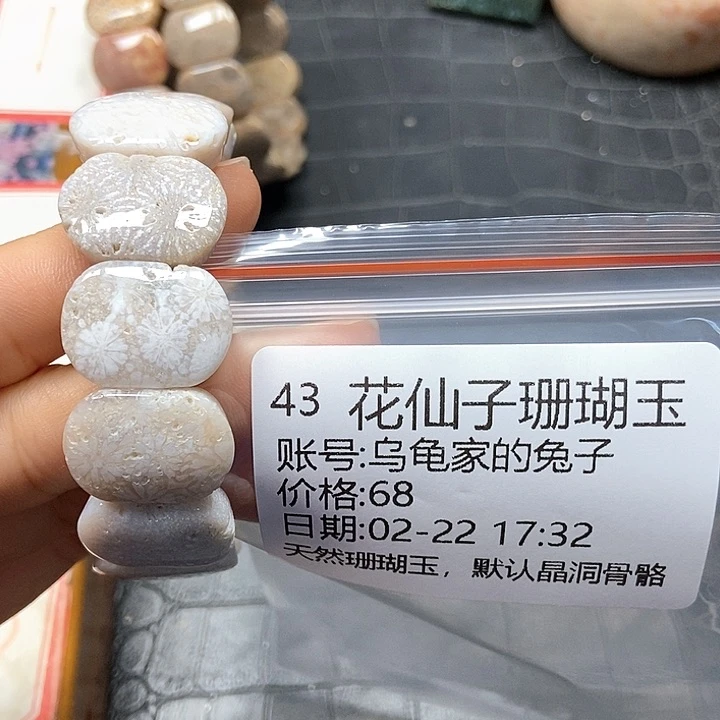 43 花仙子珊瑚玉
账号:乌龟家的兔子
价格:68
日期:02-22 17:32
天然珊瑚玉，默认晶洞骨骼